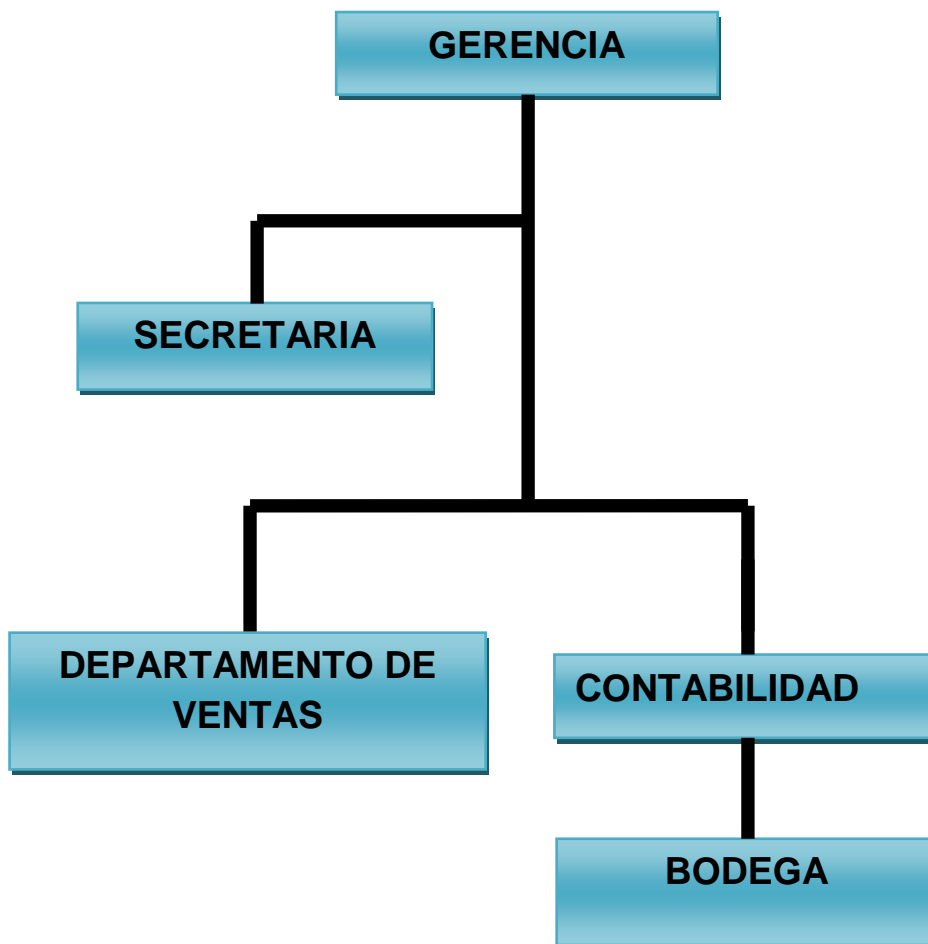 GERENCIA
SECRETARIA
DEPARTAMENTO DE
VENTAS
CONTABILIDAD
BODEGA